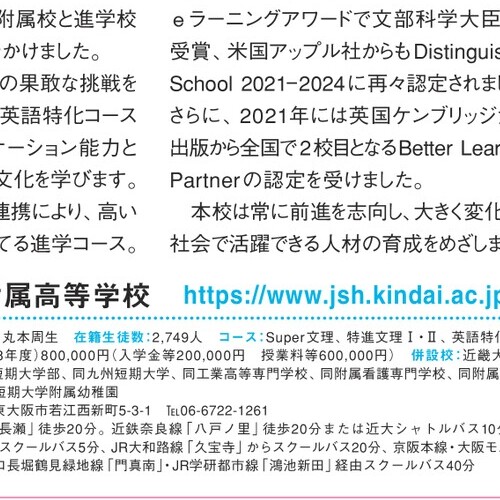 附属校と進学校
かけました。
の果敢な挑戦を
英語特化コース
ケーション能力と
文化を学びます。
連携により、高い
てる進学コース。
eラーニングアワードで文部科学大臣
受賞、米国アップル社からもDistinguis
School 2021−2024に再々認定されま
さらに、2021年には英国ケンブリッジ
出版から全国で2校目となるBetter Lear
Partnerの認定を受けました。
本校は常に前進を志向し、大きく変化
社会で活躍できる人材の育成をめざしま
属高等学校 https://www.jsh.kindai.ac.jp
丸本周生 在籍生徒数：2,749人 コース：Super文理、特進文理Ⅰ・Ⅱ、英語特化
3年度）800,000円（入学金等200,000円 授業料等600,000円） 併設校：近畿大
短期大学部、同九州短期大学、同工業高等専門学校、同附属看護専門学校、同附属
短期大学附属幼稚園
東大阪市若江西新町5-3-1 ℡06-6722-1261
長瀬」徒歩20分。近鉄奈良線「八戸ノ里」徒歩20分または近大シャトルバス10分
スクールバス5分、JR大和路線「久宝寺」からスクールバス20分、京阪本線・大阪モ
ロ長堀鶴見緑地線「門真南」・JR学研都市線「鴻池新田」経由スクールバス40分